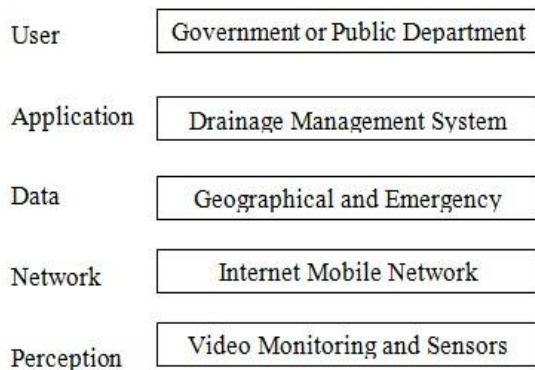 User Government or Public Department
Application Drainage Management System
Data Geographical and Emergency
Network Internet Mobile Network
Perception Video Monitoring and Sensors